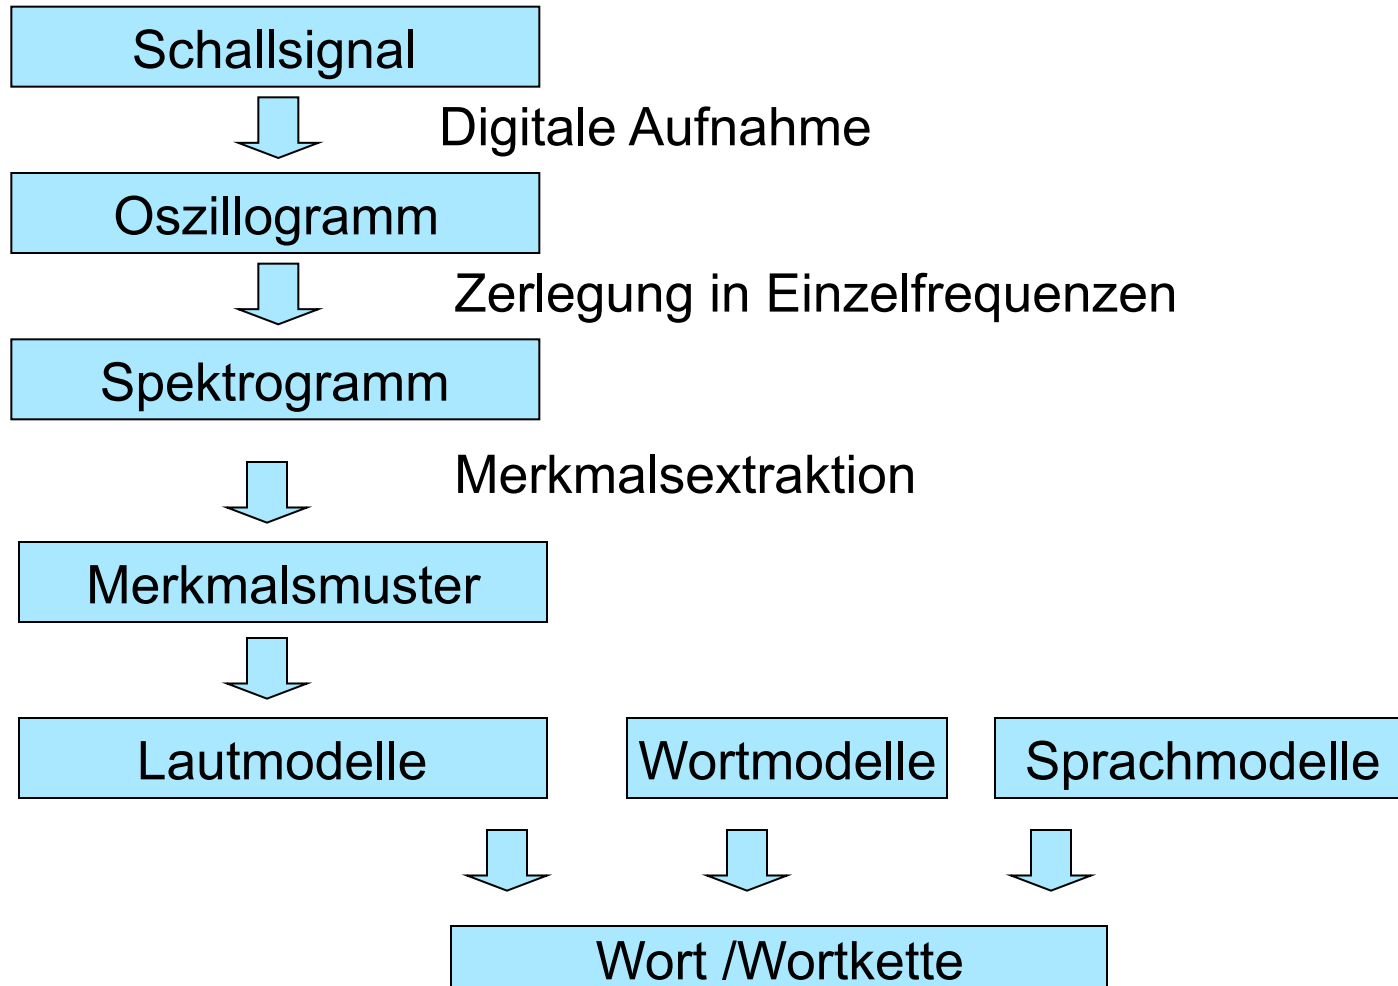 Schallsignal
Digitale Aufnahme
Oszillogramm
Zerlegung in Einzelfrequenzen
Spektrogramm
Merkmalsextraktion
Merkmalsmuster
Lautmodelle
Wortmodelle
Sprachmodelle
Wort /Wortkette